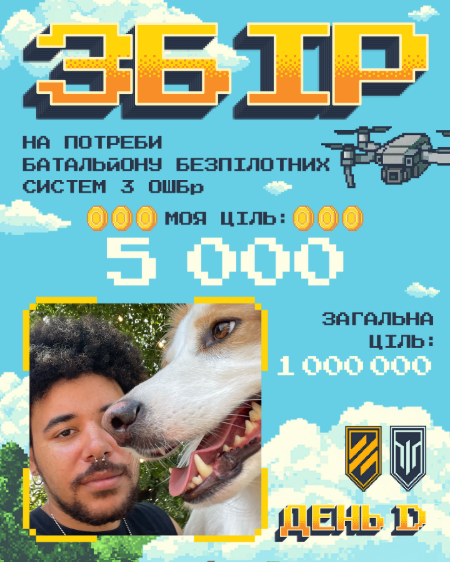 ЗБІР
НА ПОТРЕБИ
БАТАЛЬЙОНУ БЕЗПІЛОТНИХ
СИСТЕМ 3 ОШБр
МОЯ ЦІЛЬ:
5 000
ЗАГАЛЬНА
ЦІЛЬ:
1 000 000
ДЕНЬ D